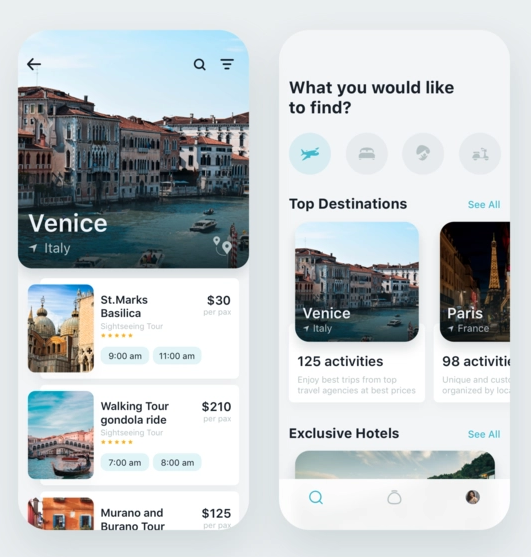 Venice
Italy
St.Marks
Basilica
$30
per pax
Sightseeing Tour
9:00 am
11:00 am
Walking Tour
gondola ride
$210
per pax
Sightseeing Tour
7:00 am
8:00 am
Murano and
Burano Tour
$125
per pax
What you would like
to find?
Top Destinations
See All
Venice
Italy
Paris
France
125 activities
Enjoy best trips from top
travel agencies at best prices
98 activitie
Unique and custo
organized by loca
Exclusive Hotels
See All